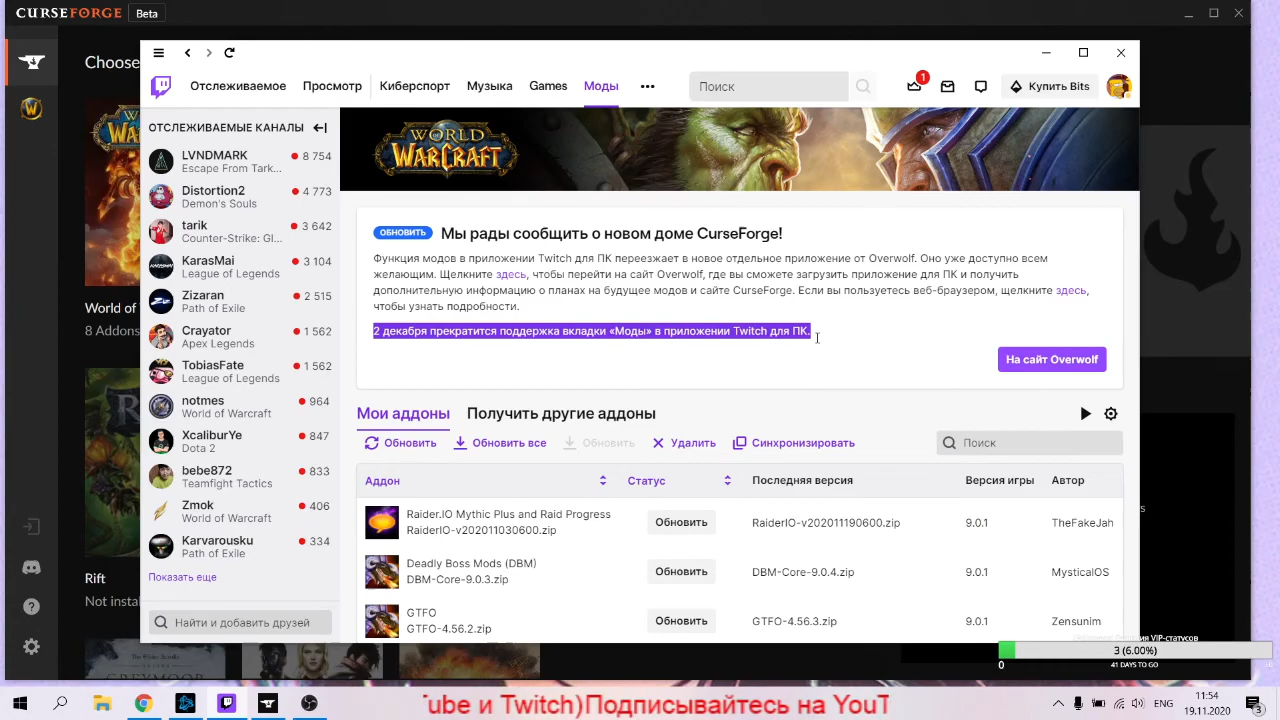 CURSEFORGE Beta
Choose
World of
8 Addons
Rift
Not instal
Отслеживаемое Просмотр Киберспорт Музыка Games Моды ••• Поиск 1 Купить Bits
ОТСЛЕЖИВАЕМЫЕ КАНАЛЫ
LVNDMARK 8 754
Escape From Tark...
Distortion2 4 773
Demon's Souls
tarik 3 642
Counter-Strike: Gl...
KarasMai 3 104
League of Legends
Zizaran 2 515
Path of Exile
Crayator 1 562
Apex Legends
TobiasFate 1 562
League of Legends
notmes 964
World of Warcraft
XcaliburYe 847
Dota 2
bebe872 833
Teamfight Tactics
Zmok 406
World of Warcraft
Karvarousku 334
Path of Exile
Показать еще
Найти и добавить друзей
WORLD OF WARCRAFT
ОБНОВИТЬ Мы рады сообщить о новом доме CurseForge!
Функция модов в приложении Twitch для ПК переезжает в новое отдельное приложение от Overwolf. Оно уже доступно всем
желающим. Щелкните здесь, чтобы перейти на сайт Overwolf, где вы сможете загрузить приложение для ПК и получить
дополнительную информацию о планах на будущее модов и сайте CurseForge. Если вы пользуетесь веб-браузером, щелкните здесь,
чтобы узнать подробности.
2 декабря прекратится поддержка вкладки «Моды» в приложении Twitch для ПК.
На сайт Overwolf
Мои аддоны Получить другие аддоны
Обновить Обновить все Обновить Удалить Синхронизировать Поиск
Аддон Статус Последняя версия Версия игры Автор
Raider.IO Mythic Plus and Raid Progress
RaiderIO-v202011030600.zip Обновить RaiderIO-v202011190600.zip 9.0.1 TheFakeJah
Deadly Boss Mods (DBM)
DBM-Core-9.0.3.zip Обновить DBM-Core-9.0.4.zip 9.0.1 MysticalOS
GTFO
GTFO-4.56.2.zip Обновить GTFO-4.56.3.zip 9.0.1 Zensunim
VIP-статусов
3 (6.00%)
0 41 DAYS TO GO
Tube и Twitch)Подписывайтесь на YouT
11:54
19.11.2020
3